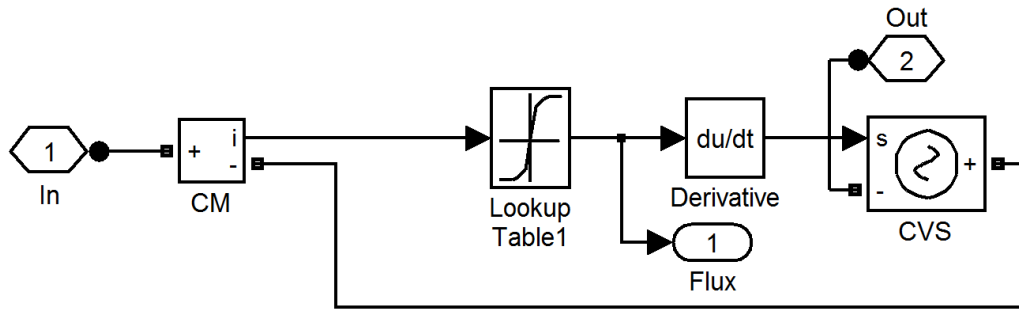 Out
2
1
In
+
i
-
CM
Lookup
Table1
du/dt
Derivative
1
Flux
s
-
+
CVS